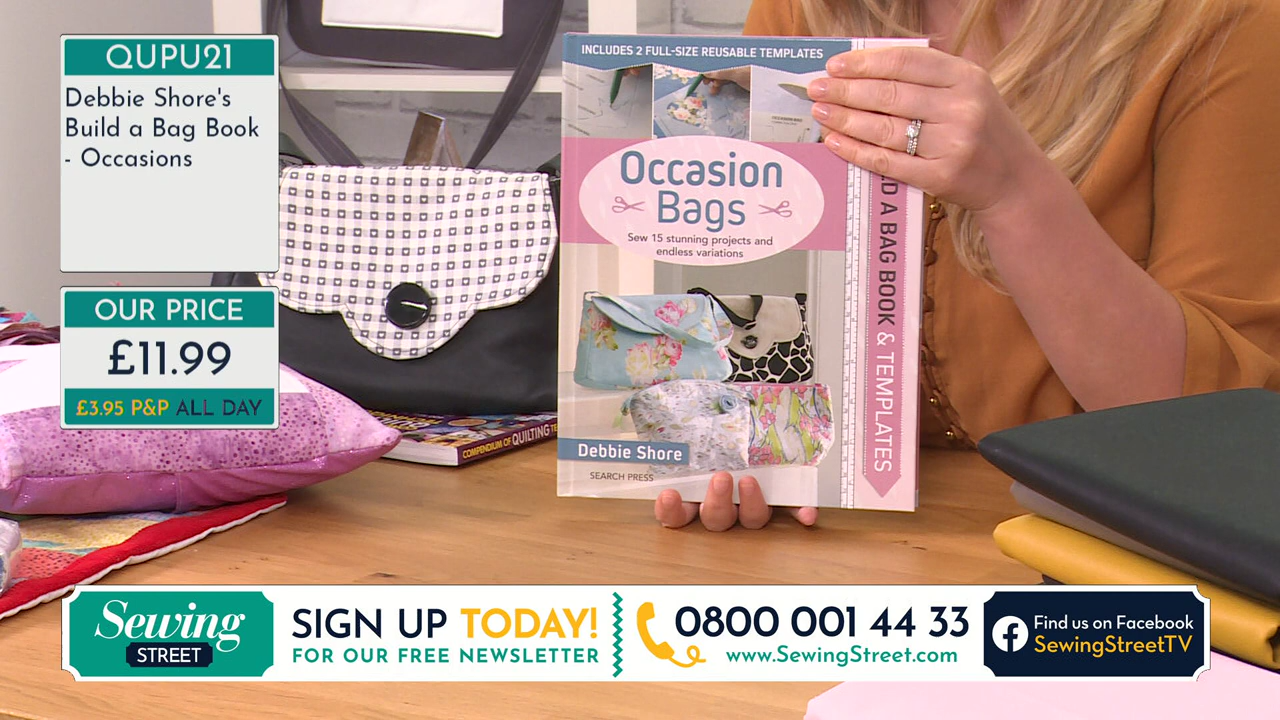 QUPU21
Debbie Shore's
Build a Bag Book
- Occasions
OUR PRICE
£11.99
£3.95 P&P ALL DAY
INCLUDES 2 FULL-SIZE REUSABLE TEMPLATES
Occasion
Bags
Sew 15 stunning projects and
endless variations
Debbie Shore
SEARCH PRESS
A BAG BOOK & TEMPLATES
COMPENDIUM OF QUILTING
Sewing
STREET
SIGN UP TODAY!
FOR OUR FREE NEWSLETTER
0800 001 44 33
www.SewingStreet.com
Find us on Facebook
SewingStreetTV